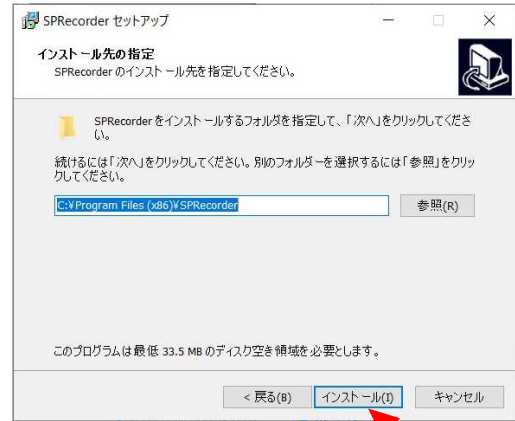 SPRecorder セットアップ
インストール先の指定
SPRecorder のインストール先を指定してください。
SPRecorder をインストールするフォルダを指定して、「次へ」をクリックしてくださ
い。
続けるには「次へ」をクリックしてください。別のフォルダーを選択するには「参照」をクリッ
クしてください。
C:¥Program Files (x86)¥SPRecorder
参照(R)
このプログラムは最低 33.5 MB のディスク空き領域を必要とします。
< 戻る(B)
インストール(I)
キャンセル